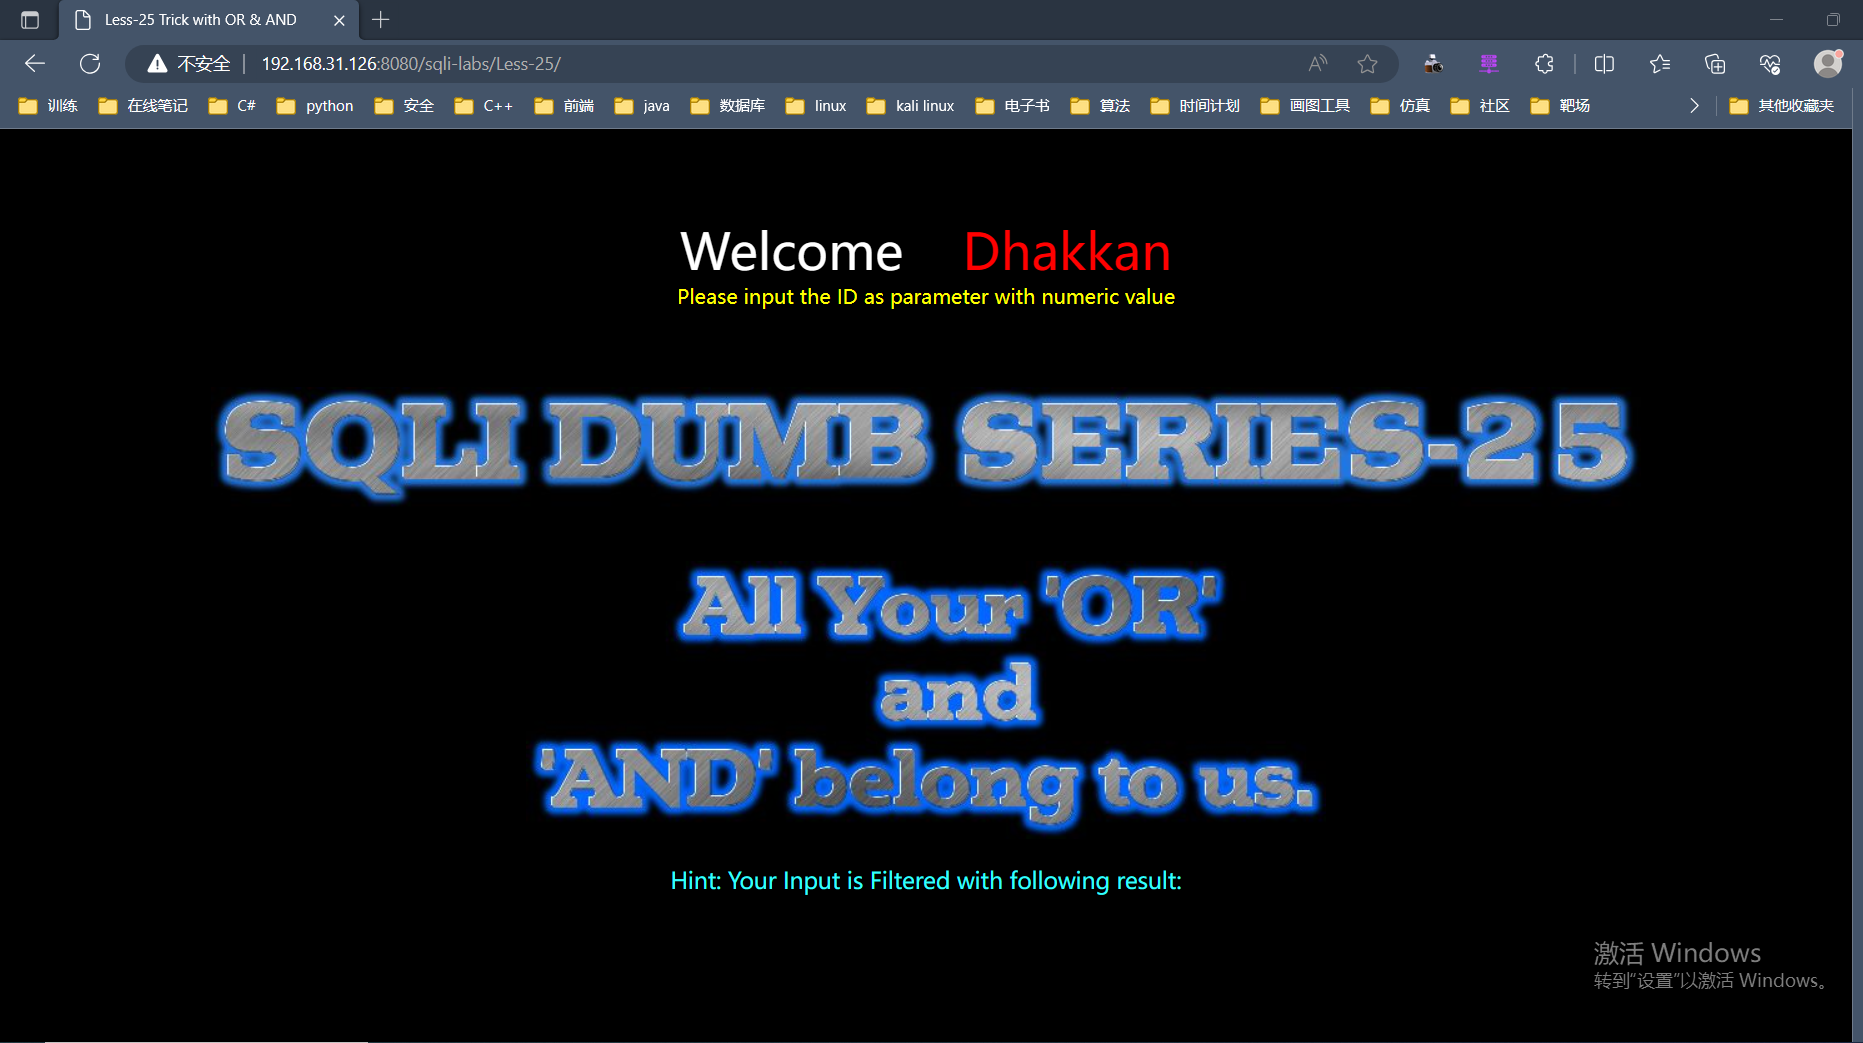 Less-25 Trick with OR & AND
不安全 192.168.31.126:8080/sqli-labs/Less-25/
训练 在线笔记 C# python 安全 C++ 前端 java 数据库 linux kali linux 电子书 算法 时间计划 画图工具 仿真 社区 靶场 其他收藏夹
Welcome Dhakkan
Please input the ID as parameter with numeric value
SQLI DUMB SERIES-25
All Your 'OR'
and
'AND' belong to us.
Hint: Your Input is Filtered with following result:
激活 Windows
转到"设置"以激活 Windows。